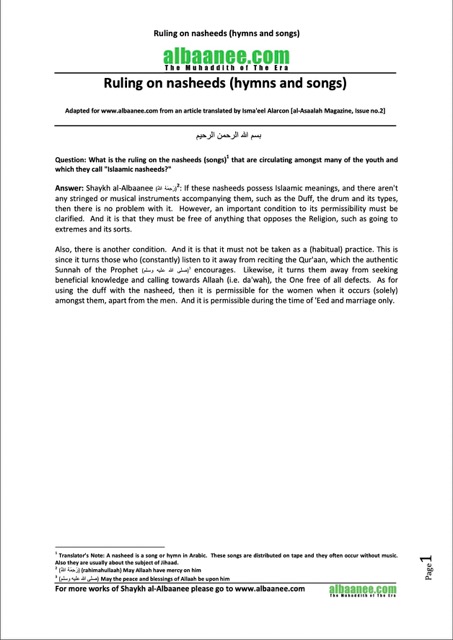 Ruling on nasheeds (hymns and songs)
albaanee.com
The Muhaddith of The Era
Ruling on nasheeds (hymns and songs)
Adapted for www.albaanee.com from an article translated by Isma'eel Alarcon [al-Asaalah Magazine, Issue no.2]
بسم الله الرحمن الرحيم
Question: What is the ruling on the nasheeds (songs)¹ that are circulating amongst many of the youth and
which they call "Islaamic nasheeds?"
Answer: Shaykh al-Albaanee (رَحِمَهُ اللهُ)²: If these nasheeds possess Islaamic meanings, and there aren't
any stringed or musical instruments accompanying them, such as the Duff, the drum and its types,
then there is no problem with it. However, an important condition to its permissibility must be
clarified. And it is that they must be free of anything that opposes the Religion, such as going to
extremes and its sorts.
Also, there is another condition. And it is that it must not be taken as a (habitual) practice. This is
since it turns those who (constantly) listen to it away from reciting the Qur'aan, which the authentic
Sunnah of the Prophet (صلى الله عليه وسلم)³ encourages. Likewise, it turns them away from seeking
beneficial knowledge and calling towards Allaah (i.e. da'wah), the One free of all defects. As for
using the duff with the nasheed, then it is permissible for the women when it occurs (solely)
amongst them, apart from the men. And it is permissible during the time of 'Eed and marriage only.
¹ Translator's Note: A nasheed is a song or hymn in Arabic. These songs are distributed on tape and they often occur without music.
Also they are usually about the subject of Jihaad.
² (رَحِمَهُ اللهُ) (rahimahullaah) May Allaah have mercy on him
³ (صلى الله عليه وسلم) May the peace and blessings of Allaah be upon him
For more works of Shaykh al-Albaanee please go to www.albaanee.com
albaanee.com
The Muhaddith of The Era
Page 1